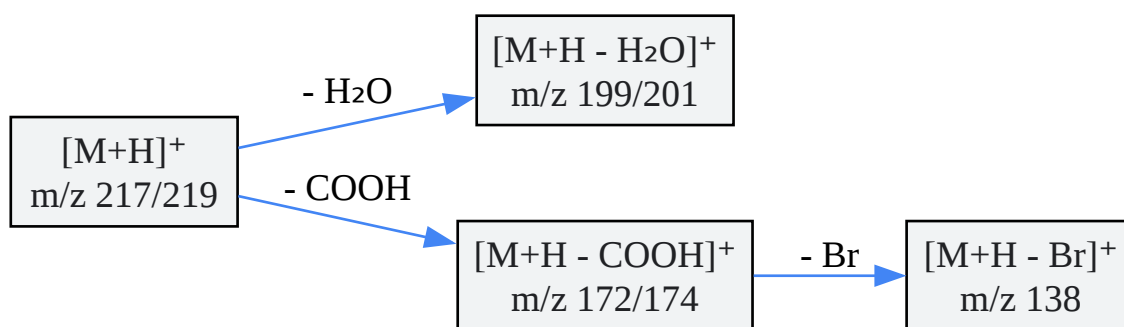 [M+H - H₂O]⁺
m/z 199/201
- H₂O
[M+H]⁺
m/z 217/219
- COOH
[M+H - COOH]⁺
m/z 172/174
- Br
[M+H - Br]⁺
m/z 138